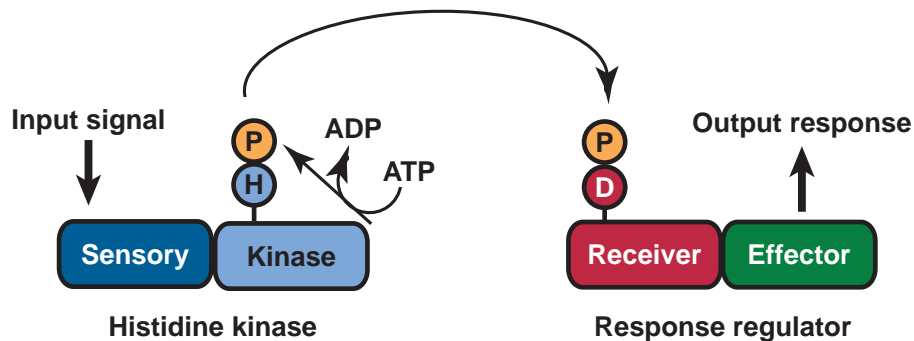 Input signal
P
H
ADP
ATP
Sensory
Kinase
Histidine kinase
P
D
Output response
Receiver
Effector
Response regulator